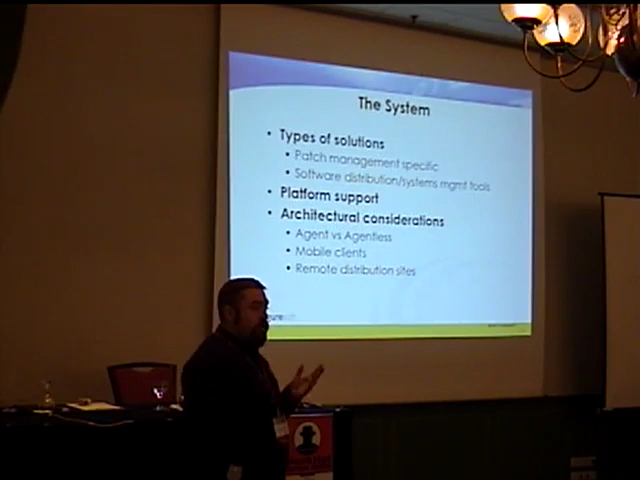 The System
• Types of solutions
• Patch management specific
• Software distribution/systems mgmt tools
• Platform support
• Architectural considerations
• Agent vs Agentless
• Mobile clients
• Remote distribution sites